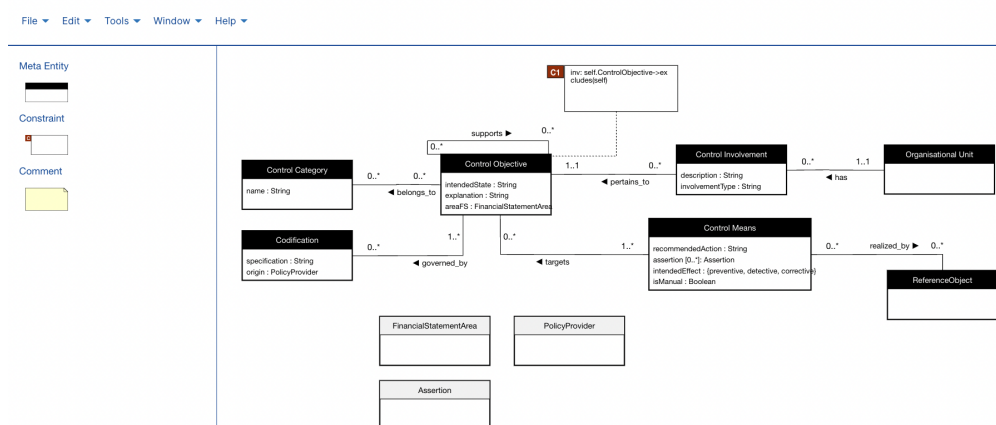 File Edit Tools Window Help
Meta Entity
Constraint
C
Comment
C1
inv: self.ControlObjective->ex
cludes(self)
supports ►
0..*
0..*
Control Objective
intendedState : String
explanation : String
areaFS : FinancialStatementArea
Control Category
name : String
0..*
0..*
◄ belongs_to
Codification
specification : String
origin : PolicyProvider
0..*
1..*
◄ governed_by
0..*
1..*
◄ targets
1..1
0..*
◄ pertains_to
Control Involvement
description : String
involvementType : String
0..*
1..1
◄ has
Organisational Unit
Control Means
recommendedAction : String
assertion [0..*]: Assertion
intendedEffect : {preventive, detective, corrective}
isManual : Boolean
0..*
realized_by ►
0..*
ReferenceObject
FinancialStatementArea
PolicyProvider
Assertion